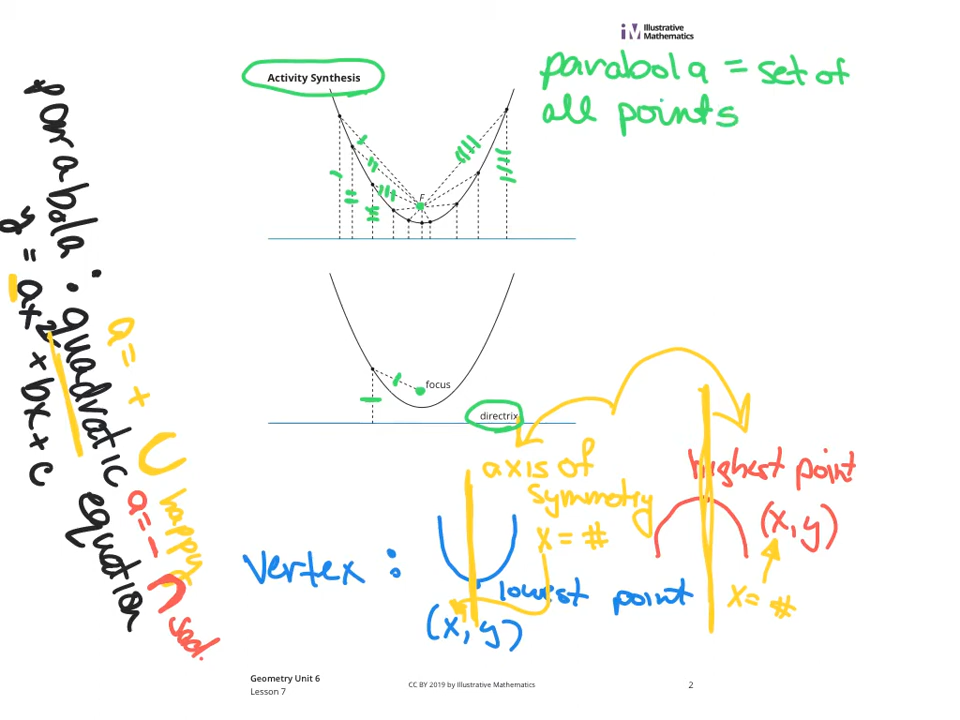 Illustrative
Mathematics
Activity Synthesis
parabola = set of
all points
F
focus
directrix
parabola : quadratic equation
y = ax² + bx + c
a = + happy
a = - sad.
axis of
symmetry
x = #
highest point
(x, y)
x = #
Vertex :
lowest point
(x, y)
Geometry Unit 6
Lesson 7
CC BY 2019 by Illustrative Mathematics
2